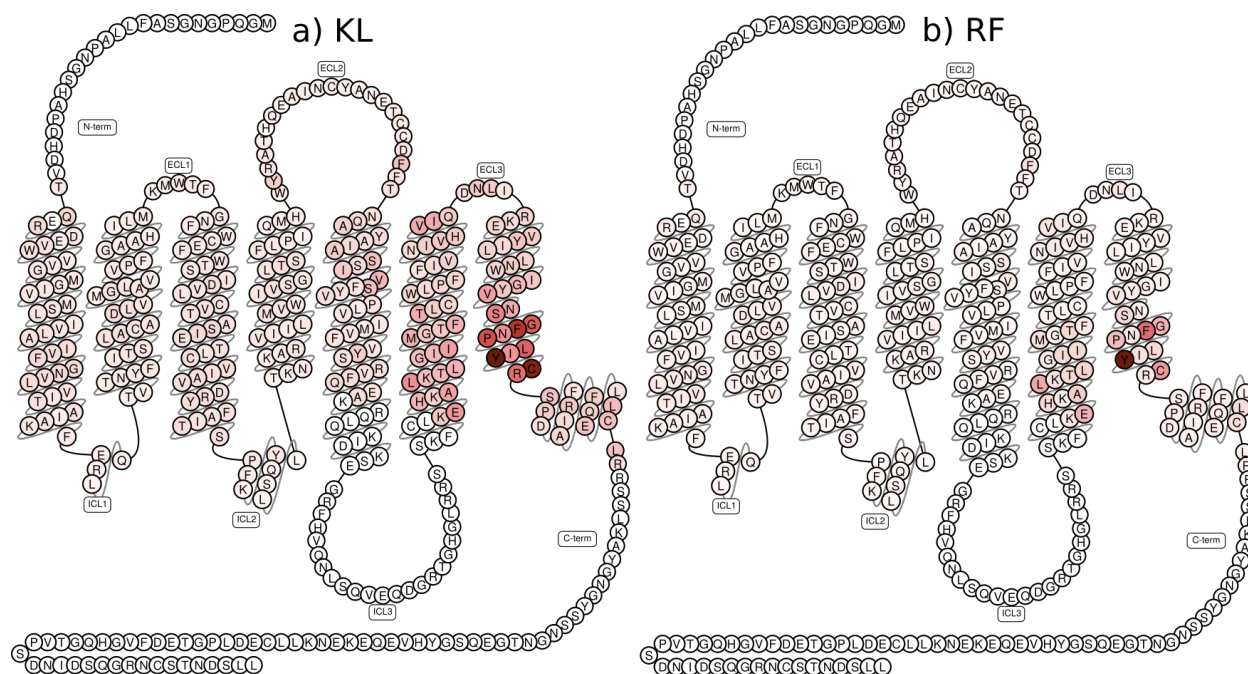 a) KL
L L F A S G N G P Q G M
L A P N G S H A P D H D V T
N-term
ECL1
ECL2
ECL3
K M W T F
W Y R A T H Q E A I N C Y A N E T C C D F F T
D N L I
R E Q
W V E D
G V V
V I G M
L S M
A L V I
F V I
L V N G
T I V
K A I A
F
I L M
G A A H
V P F
M G L A V
D L V
L A C A
I T S
F N Y T
T V
F N G
F E C W
S T W
L V D I
T V C
E I S A
C L T
V A I V
Y R D
T I A F
S
Q M H
F L P I
L T S
I V S G
M V W
V I L I
K A R
T K N
A Q N
A I A Y
I S S
V Y F S V
V L P
F V M I
S Y V
Q F V R
K A E
Q L Q R
D I K
E S K
V I Q
N I V H
F I V
W L P F
T L C
M G T F
G I I
L K T L
H K A
C L K E
S K F
E K R
L I Y V
W N L
V Y G I
S N
P N F G
Y I L
R C
L R E Q
ICL1
P F K L S Q Y L
ICL2
G R F H V Q N L S Q V E Q D G R T G H G L R R S
ICL3
L R R S S L K A Y G N G Y S S N
C-term
S P V T G Q H G V F D E T G P L D E C L L K N E K E Q E V H Y G S Q E G T N G
D N I D S Q G R N C S T N D S L L
b) RF
L L F A S G N G P Q G M
L A P N G S H A P D H D V T
N-term
ECL1
ECL2
ECL3
K M W T F
W Y R A T H Q E A I N C Y A N E T C C D F F T
D N L I
R E Q
W V E D
G V V
V I G M
L S M
A L V I
F V I
L V N G
T I V
K A I A
F
I L M
G A A H
V P F
M G L A V
D L V
L A C A
I T S
F N Y T
T V
F N G
F E C W
S T W
L V D I
T V C
E I S A
C L T
V A I V
Y R D
T I A F
S
Q M H
F L P I
L T S
I V S G
M V W
V I L I
K A R
T K N
A Q N
A I A Y
I S S
V Y F S V
V L P
F V M I
S Y V
Q F V R
K A E
Q L Q R
D I K
E S K
V I Q
N I V H
F I V
W L P F
T L C
M G T F
G I I
L K T L
H K A
C L K E
S K F
E K R
L I Y V
W N L
V Y G I
S N
P N F G
Y I L
R C
L R E Q
ICL1
P F K L S Q Y L
ICL2
G R F H V Q N L S Q V E Q D G R T G H G L R R S
ICL3
L R R S S L K A Y G N G Y S S N
C-term
S P V T G Q H G V F D E T G P L D E C L L K N E K E Q E V H Y G S Q E G T N G
D N I D S Q G R N C S T N D S L L